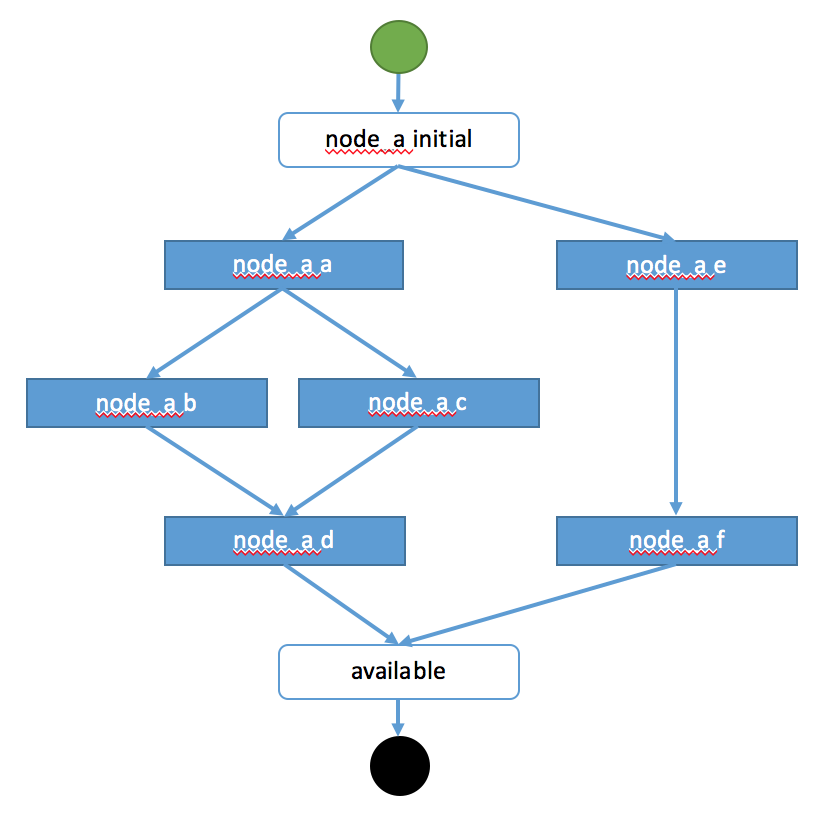 node_a initial
node_a a
node_a e
node_a b
node_a c
node_a d
node_a f
available